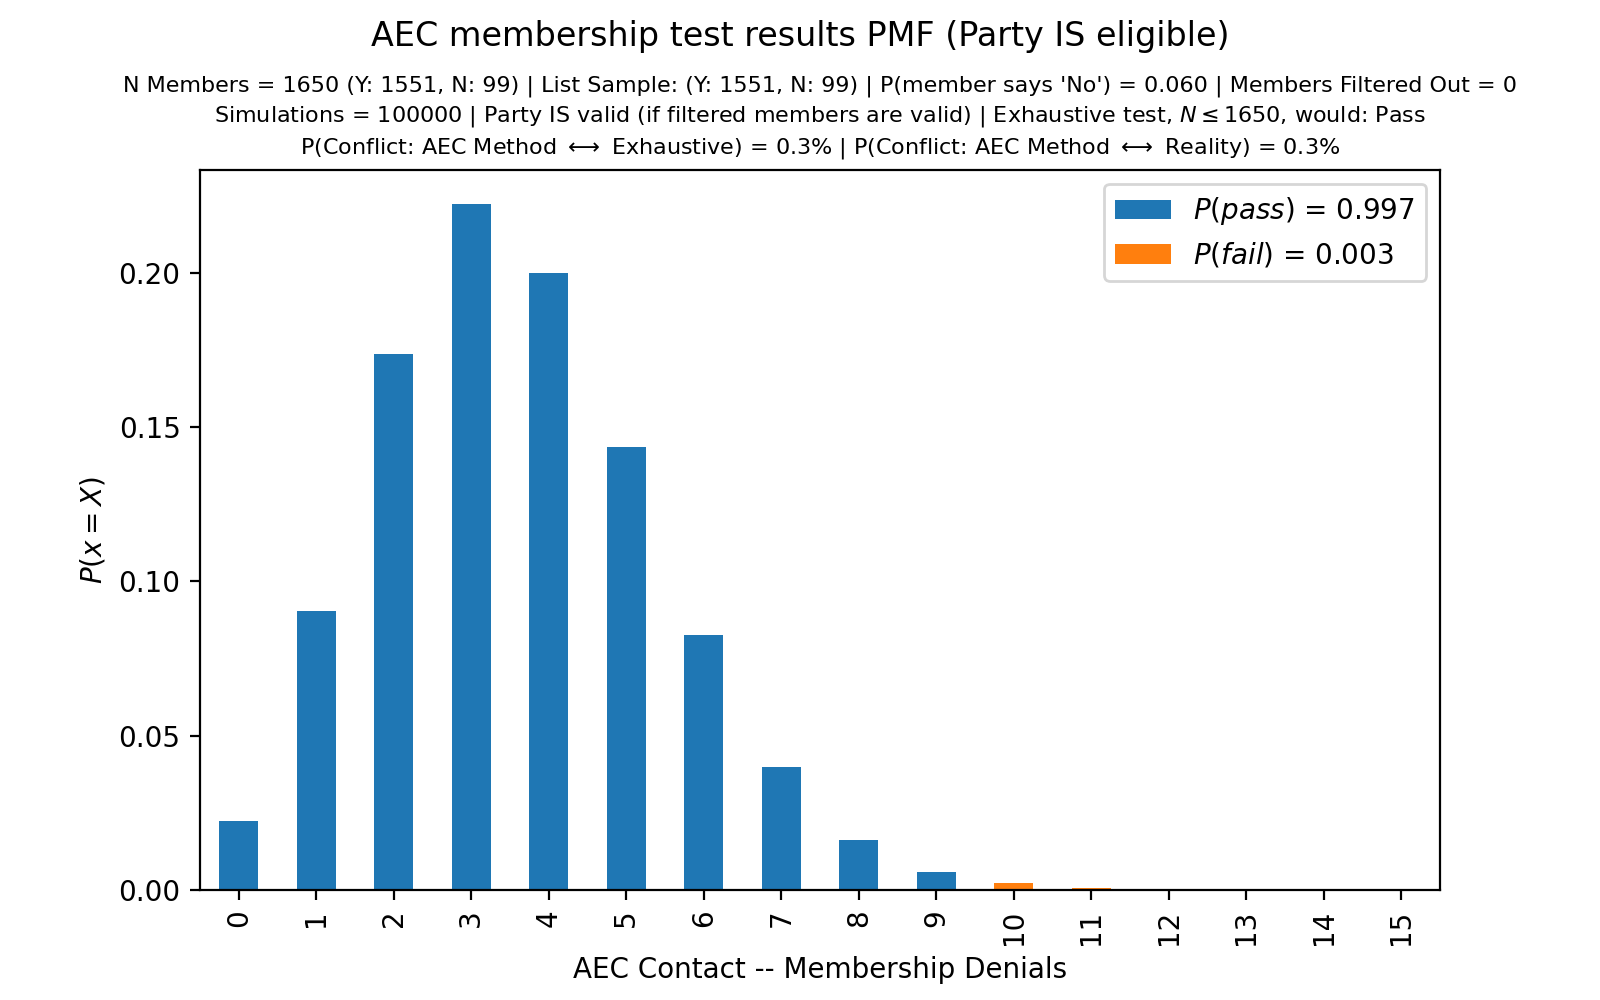 AEC membership test results PMF (Party IS eligible)
N Members = 1650 (Y: 1551, N: 99) | List Sample: (Y: 1551, N: 99) | P(member says 'No') = 0.060 | Members Filtered Out = 0
Simulations = 100000 | Party IS valid (if filtered members are valid) | Exhaustive test, N ≤ 1650, would: Pass
P(Conflict: AEC Method ⟷ Exhaustive) = 0.3% | P(Conflict: AEC Method ⟷ Reality) = 0.3%
P(pass) = 0.997
P(fail) = 0.003
0.20
0.15
0.10
0.05
0.00
P(x = X)
0 1 2 3 4 5 6 7 8 9 10 11 12 13 14 15
AEC Contact -- Membership Denials